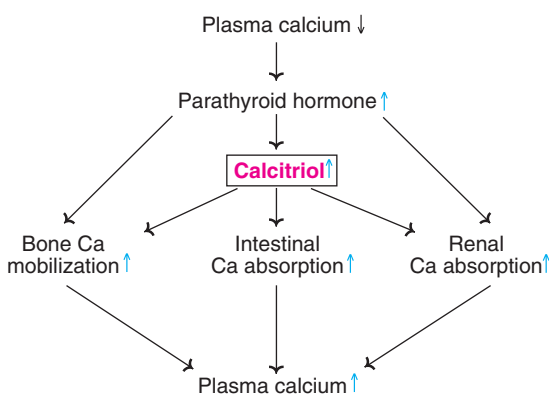 Plasma calcium ↓
Parathyroid hormone ↑
Calcitriol ↑
Bone Ca
mobilization ↑
Intestinal
Ca absorption ↑
Renal
Ca absorption ↑
Plasma calcium ↑